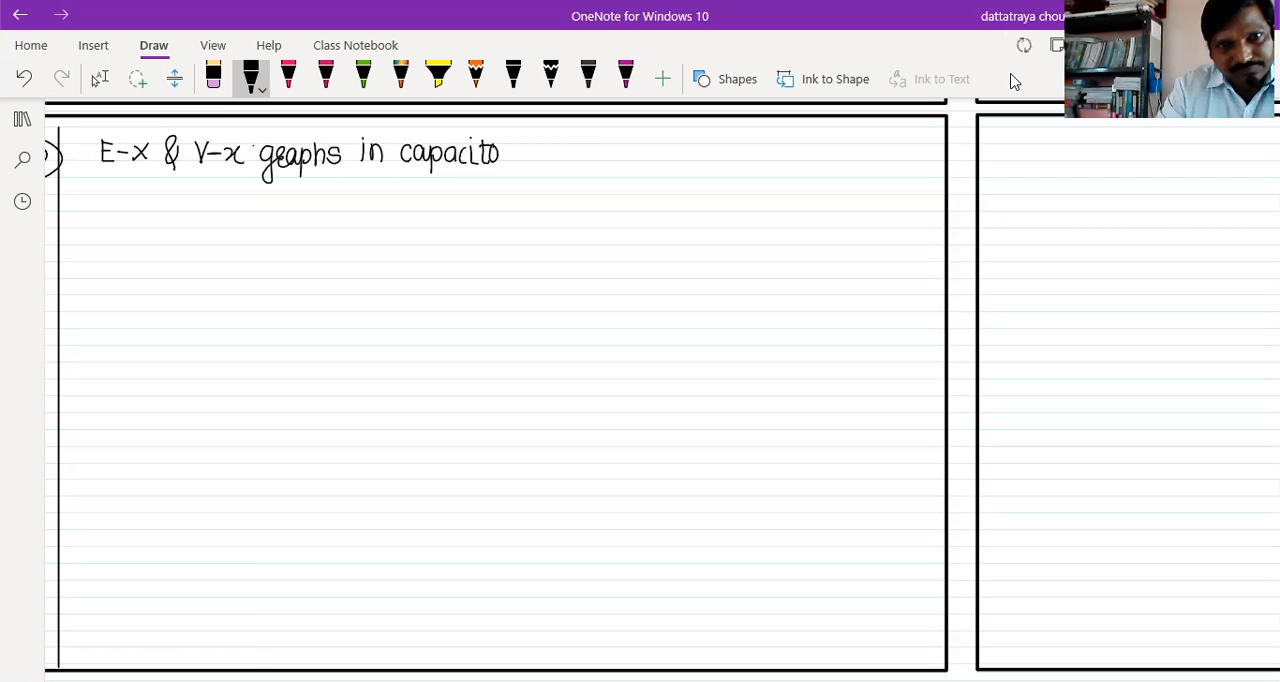 OneNote for Windows 10
dattatraya chou
Home Insert Draw View Help Class Notebook
Shapes Ink to Shape Ink to Text
E-x & V-x graphs in capacito